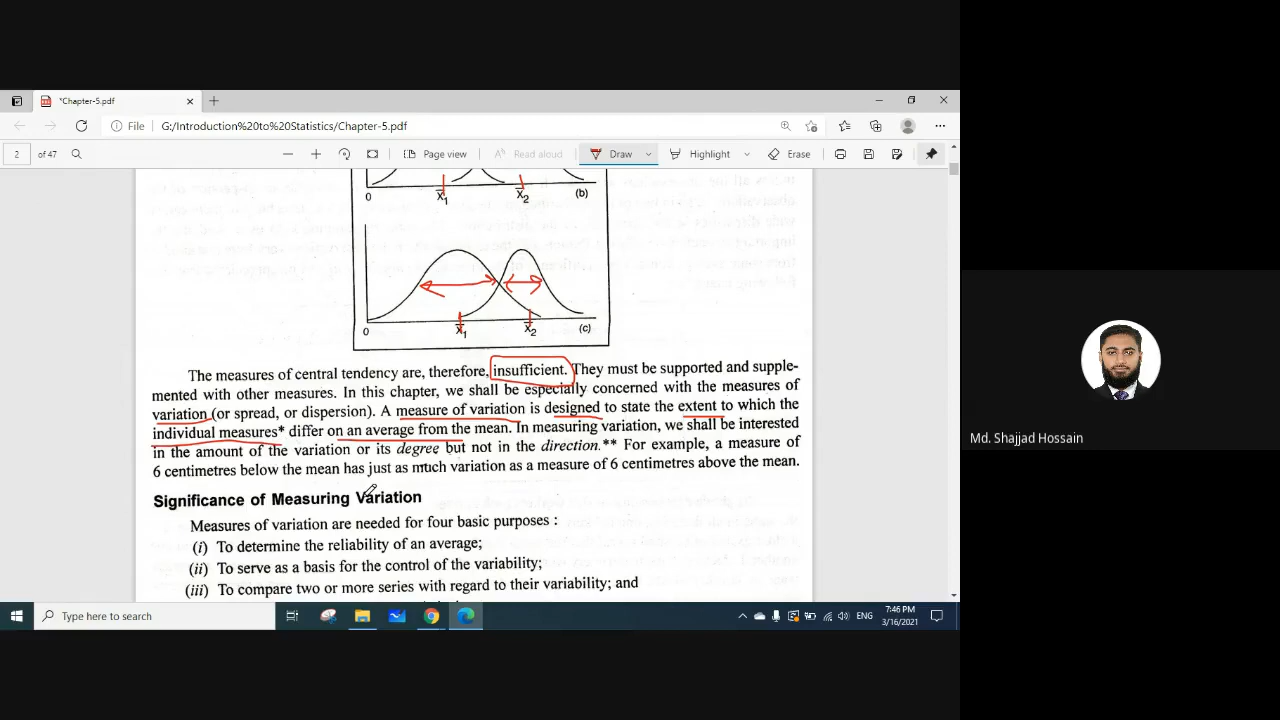 *Chapter-5.pdf
File G:/Introduction%20to%20Statistics/Chapter-5.pdf
2 of 47 Page view Read aloud Draw Highlight Erase
0 X̄1 X̄2 (b)
0 X̄1 X̄2 (c)
The measures of central tendency are, therefore, insufficient. They must be supported and supple-
mented with other measures. In this chapter, we shall be especially concerned with the measures of
variation (or spread, or dispersion). A measure of variation is designed to state the extent to which the
individual measures* differ on an average from the mean. In measuring variation, we shall be interested
in the amount of the variation or its degree but not in the direction.** For example, a measure of
6 centimetres below the mean has just as much variation as a measure of 6 centimetres above the mean.
Significance of Measuring Variation
Measures of variation are needed for four basic purposes :
(i) To determine the reliability of an average;
(ii) To serve as a basis for the control of the variability;
(iii) To compare two or more series with regard to their variability; and
Type here to search
ENG
7:46 PM
3/16/2021
Md. Shajjad Hossain